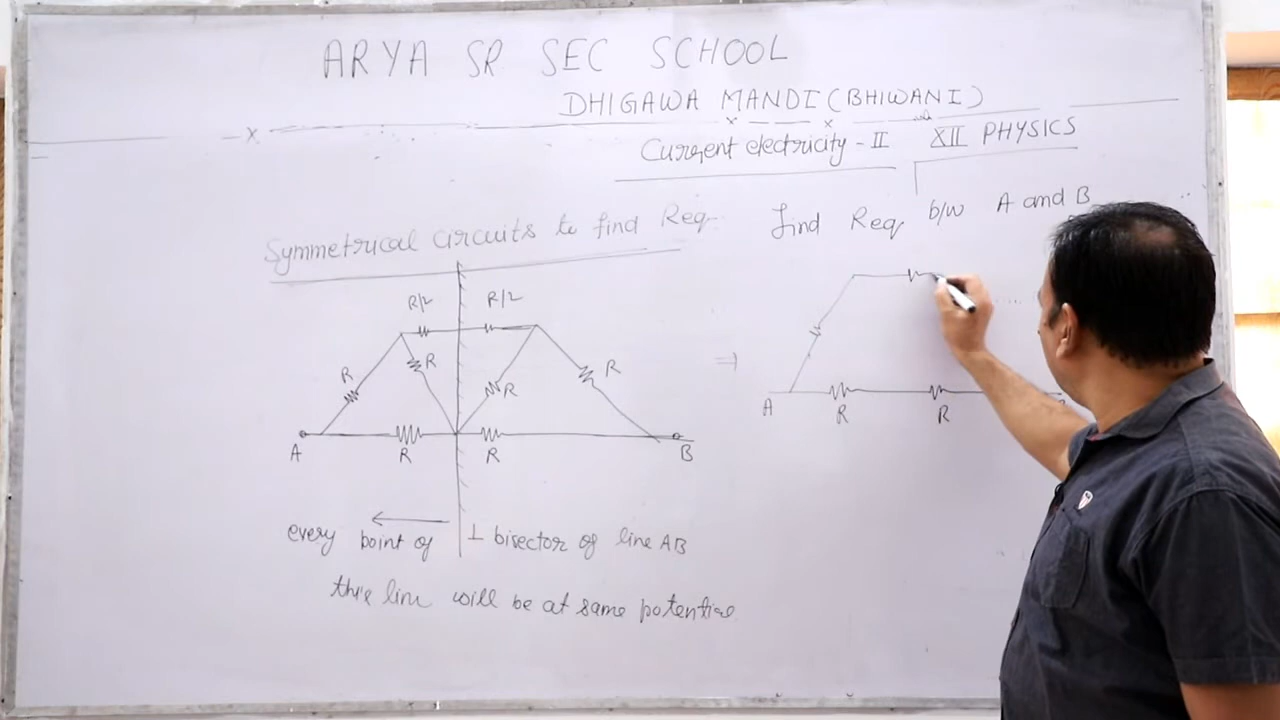 ARYA SR SEC SCHOOL
DHIGAWA MANDI (BHIWANI)
Current electricity - II XII PHYSICS
Symmetrical circuits to find Req.
find Req b/w A and B
R/2 R/2
R R R R
A R R B
A R R
every point of ⊥ bisector of line AB
this line will be at same potential